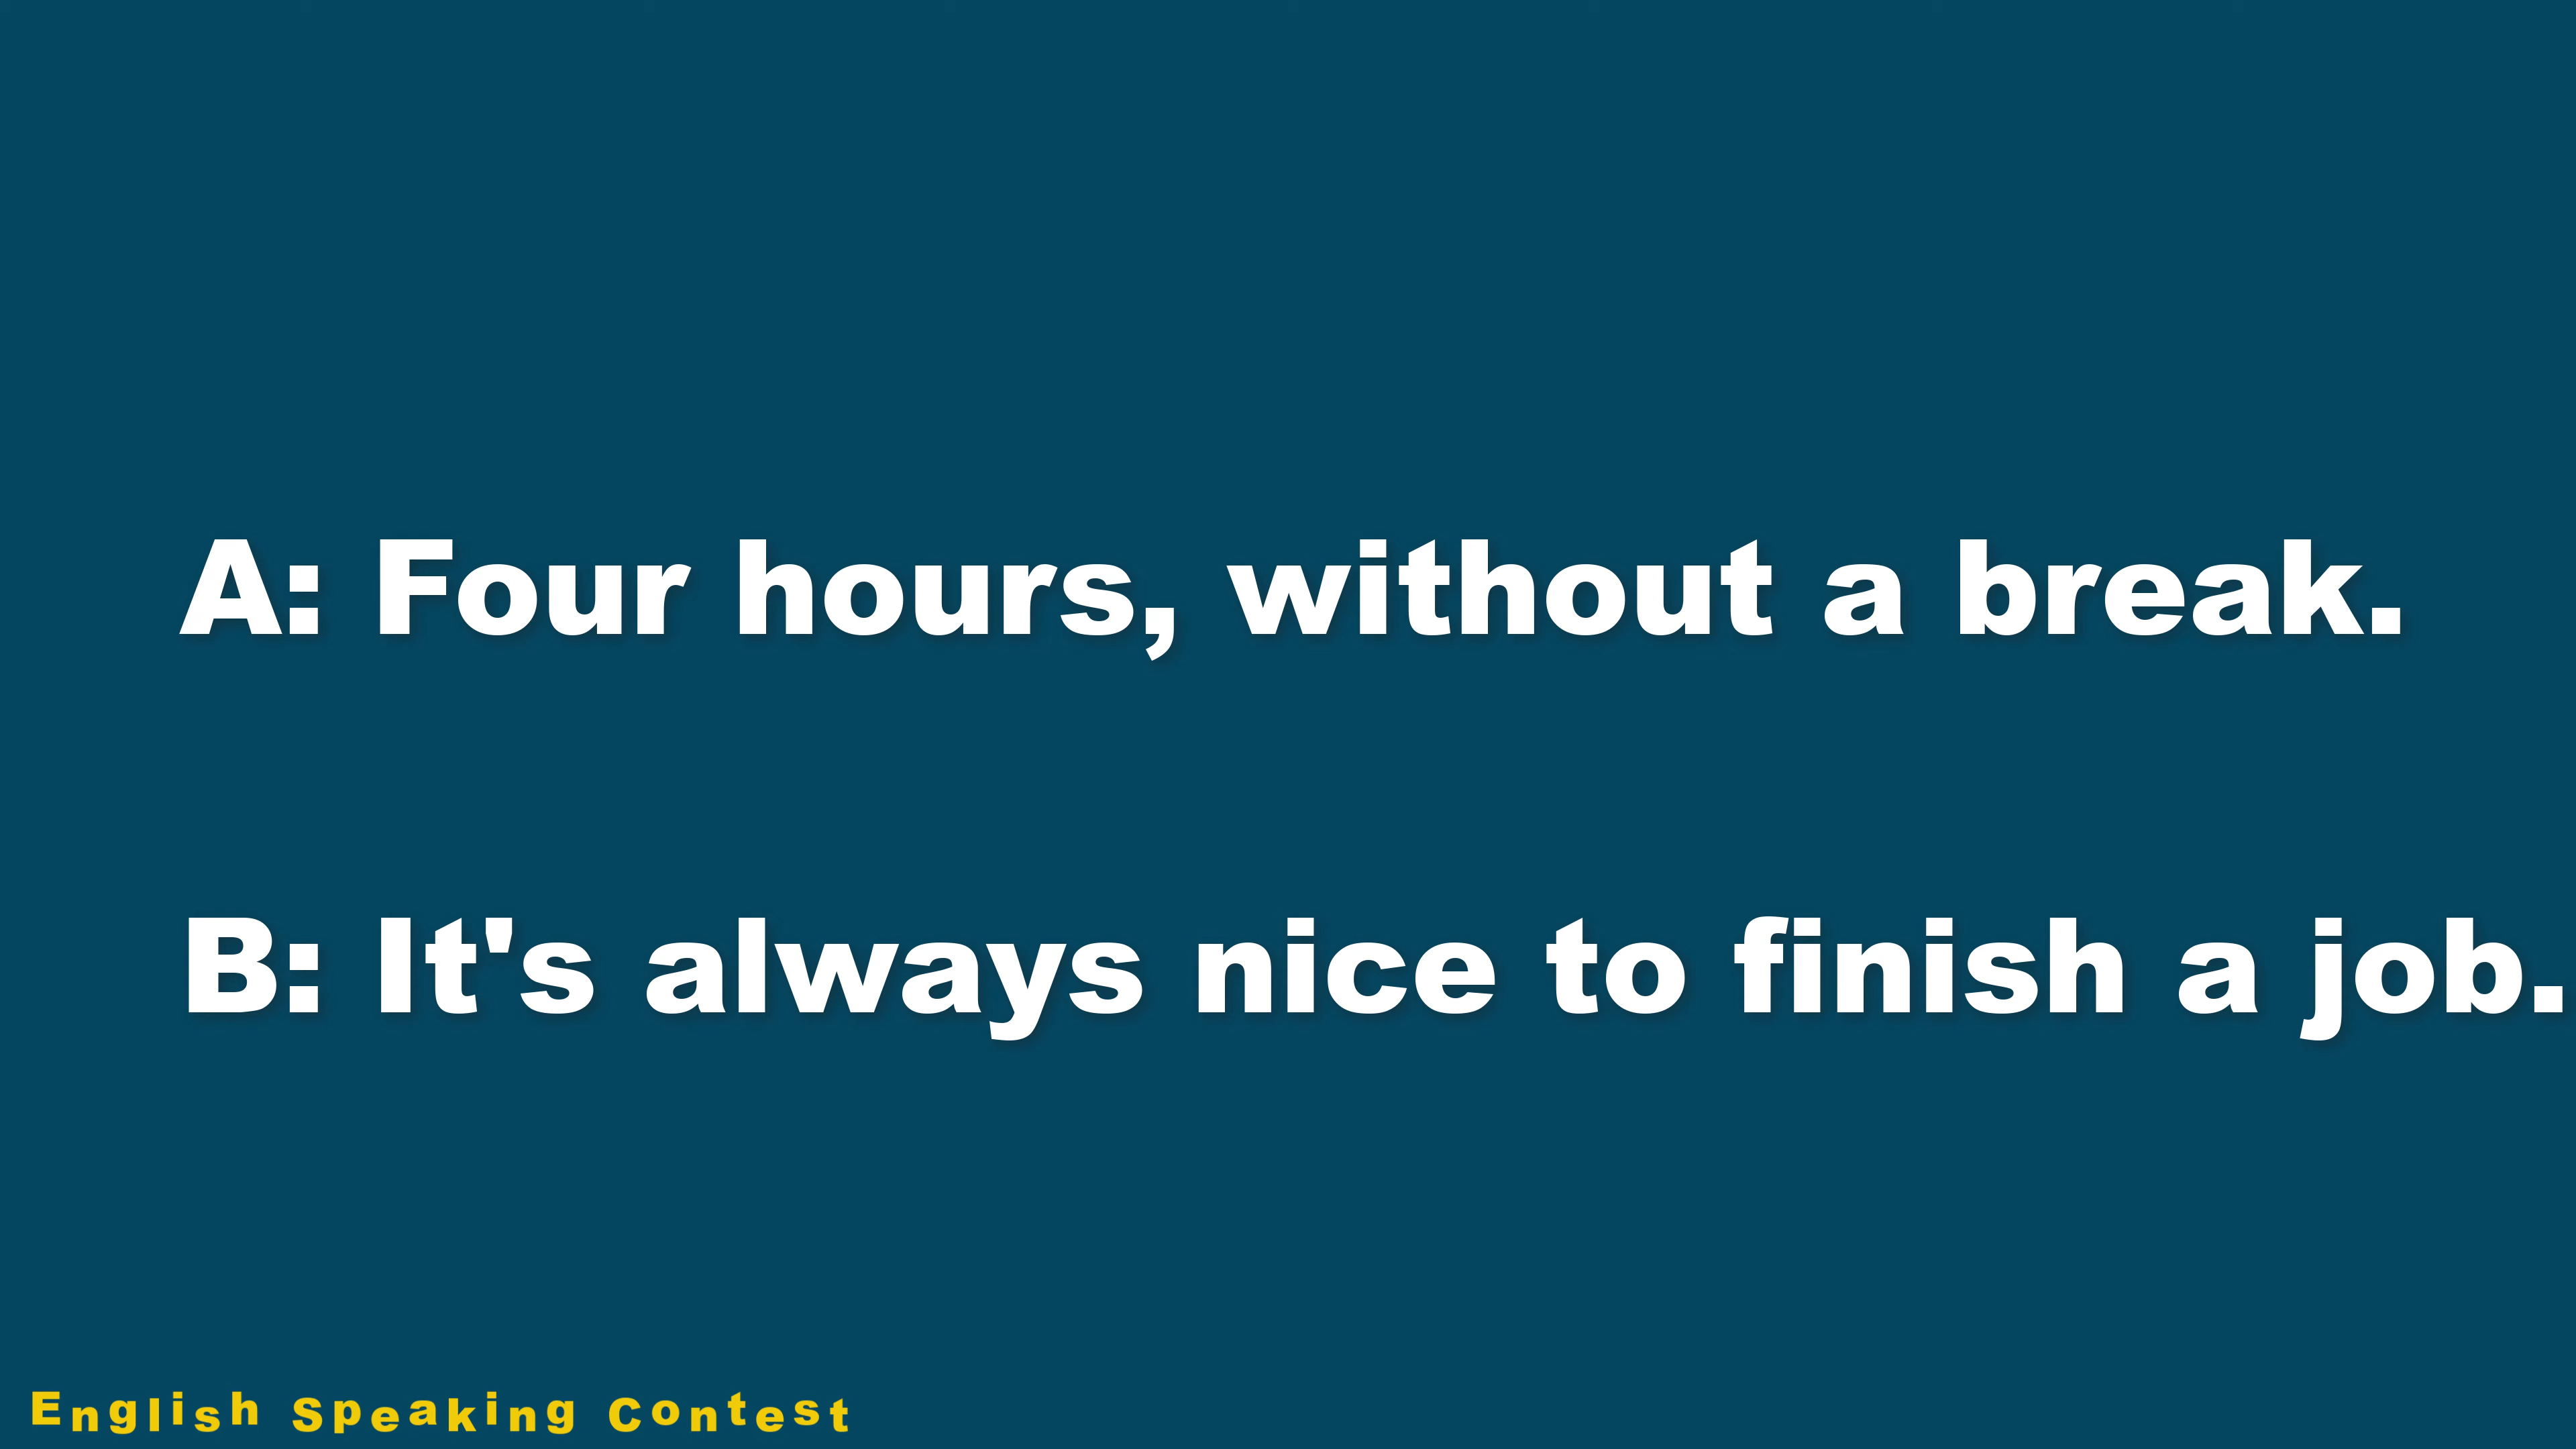 A: Four hours, without a break.
B: It's always nice to finish a job.
English Speaking Contest